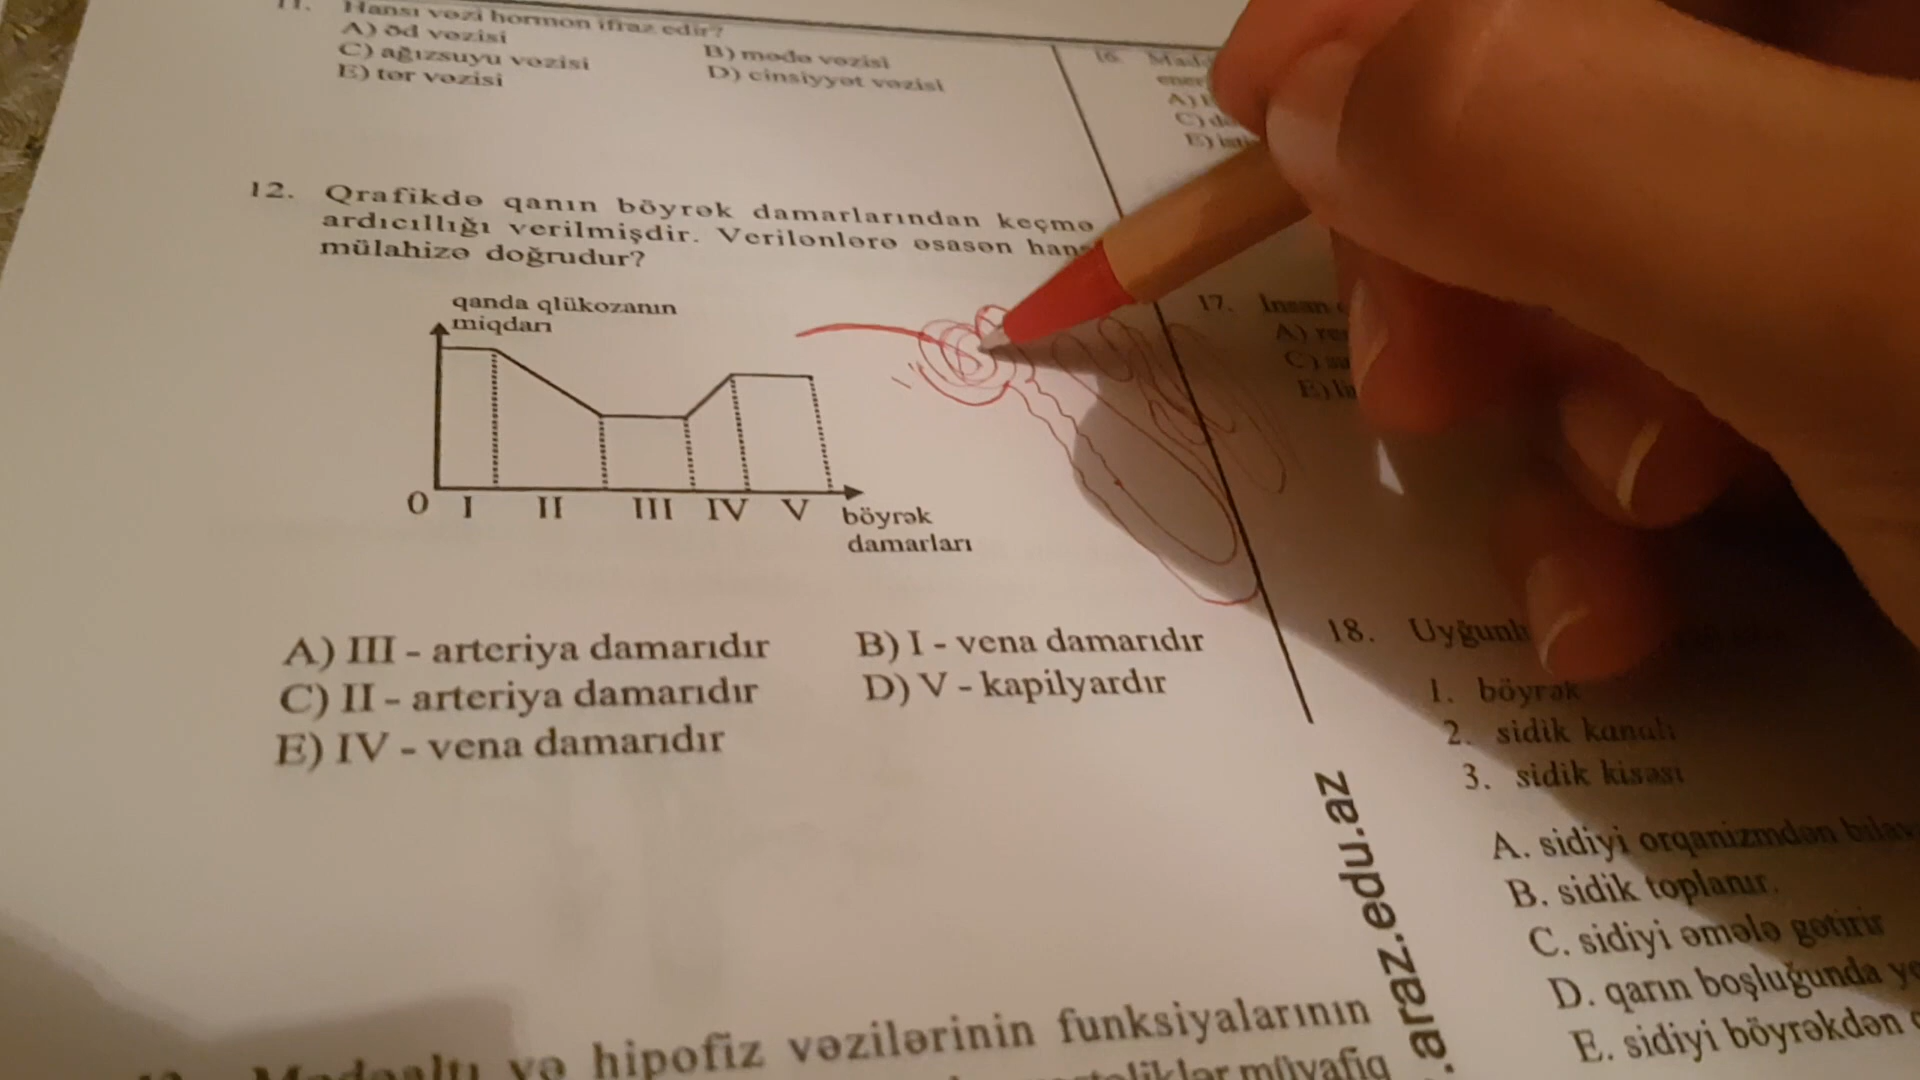 11. Hansı vəzi hormon ifraz edir?
A) öd vəzisi
B) mədə vəzisi
C) ağızsuyu vəzisi
D) cinsiyyət vəzisi
E) tər vəzisi
12. Qrafikdə qanın böyrək damarlarından keçmə
ardıcıllığı verilmişdir. Verilənlərə əsasən
mülahizə doğrudur?
qanda qlükozanın
miqdarı
0 I II III IV V
böyrək
damarları
A) III - arteriya damarıdır
B) I - vena damarıdır
C) II - arteriya damarıdır
D) V - kapilyardır
E) IV - vena damarıdır
hipofiz vəzilərinin funksiyalarının
16.
A)
C)
E)
17. İnsan
A)
C)
E)
18.
1. böyrək
2. sidik kanalı
3. sidik kisəsi
A. sidiyi orqanizmdən
B. sidik toplanır.
C. sidiyi əmələ gətirir
D. qarın boşluğunda
E. sidiyi böyrəkdən
.araz.edu.az